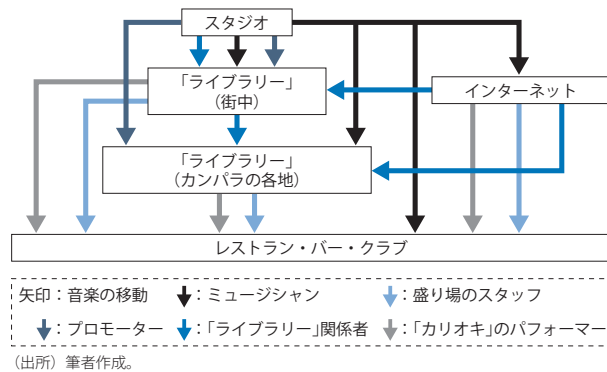 スタジオ
「ライブラリー」
（街中）
インターネット
「ライブラリー」
（カンパラの各地）
レストラン・バー・クラブ
矢印：音楽の移動 ：ミュージシャン ：盛り場のスタッフ
：プロモーター ：「ライブラリー」関係者 ：「カリオキ」のパフォーマー
（出所）筆者作成。